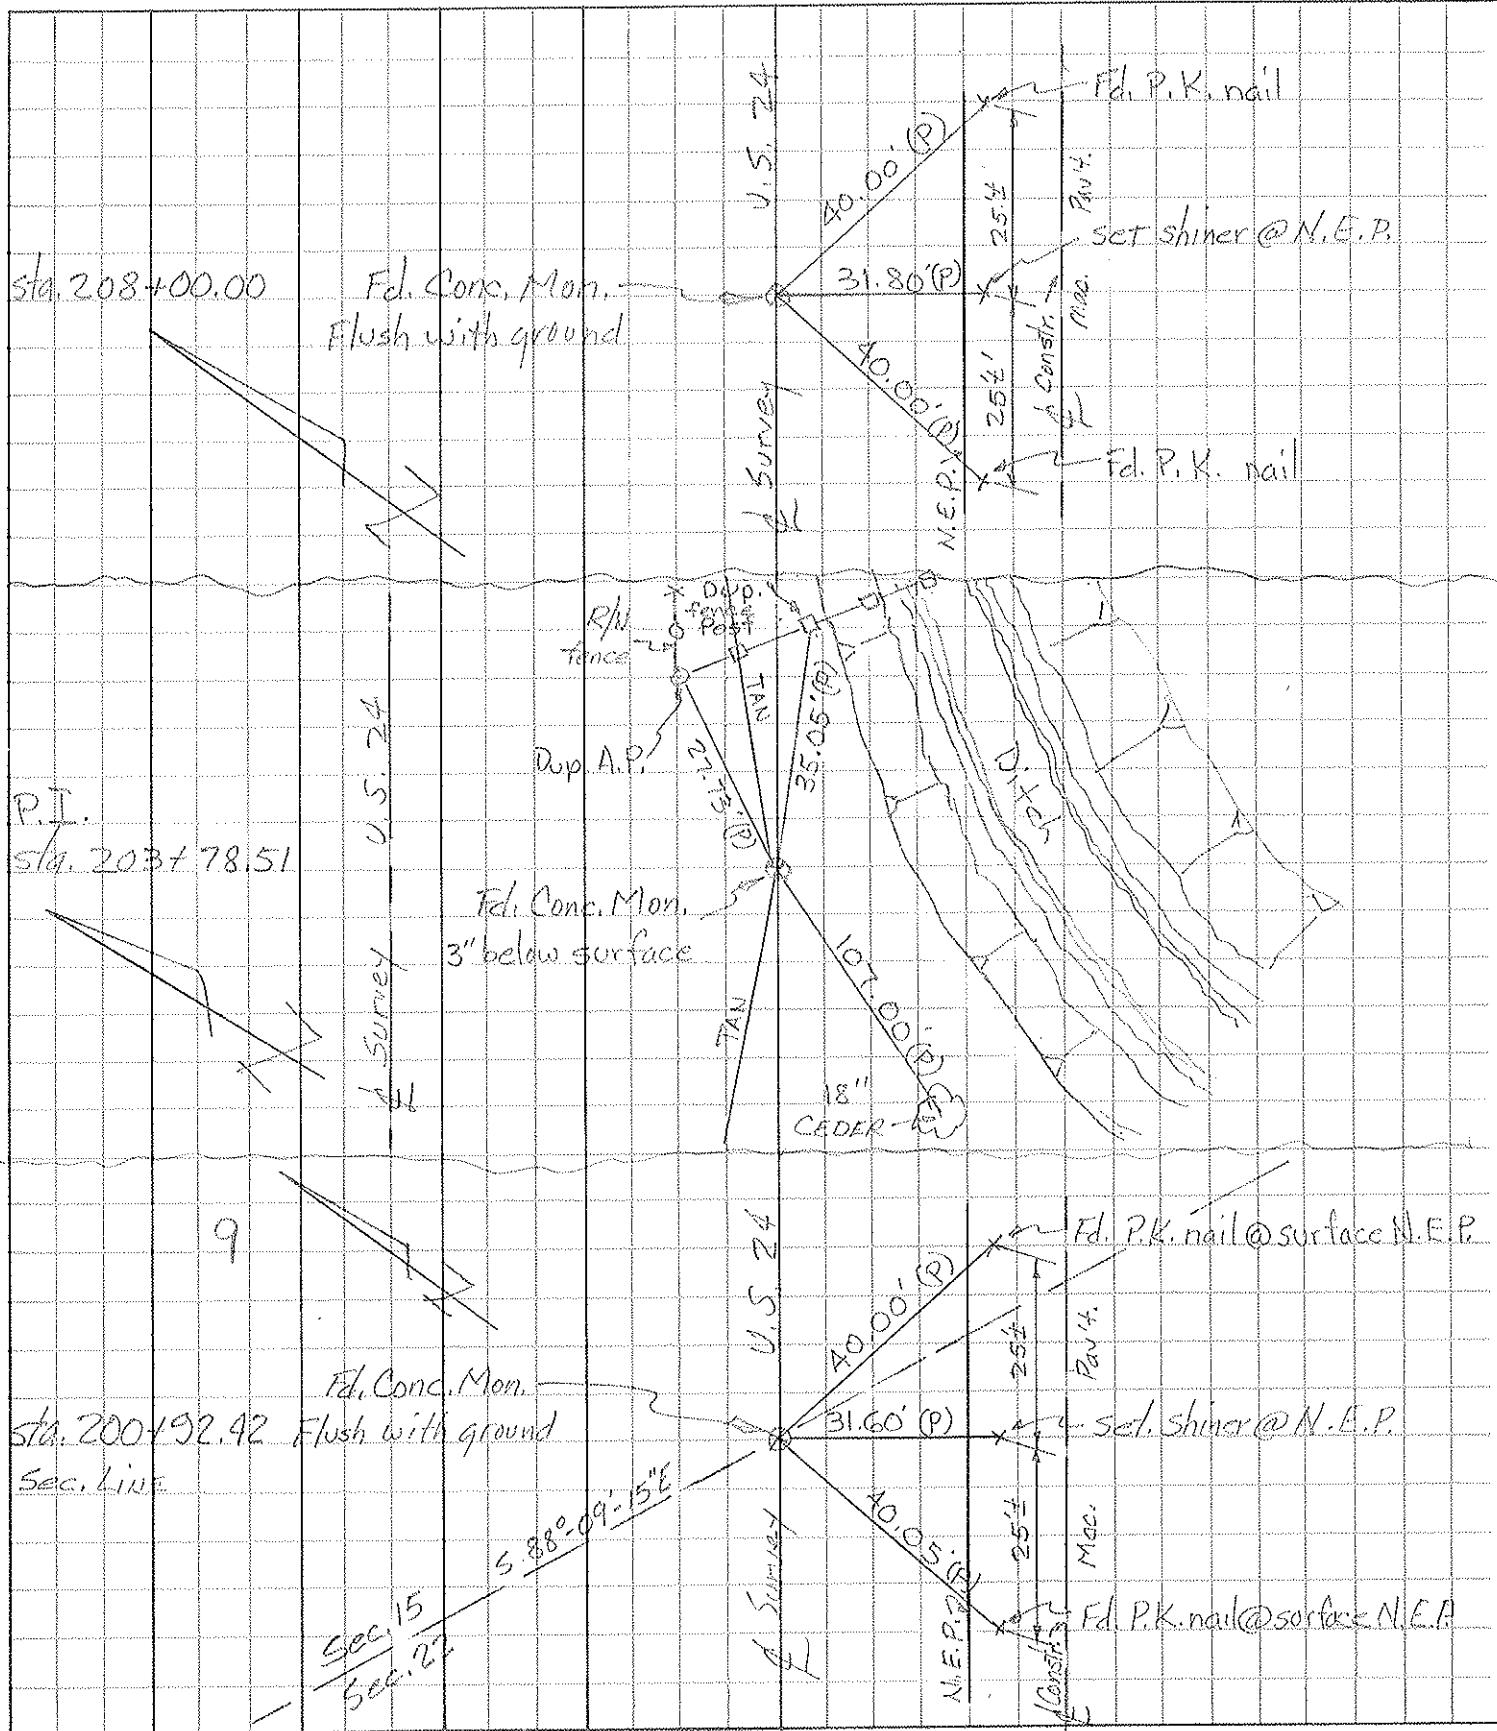 U.S. 24
Fd. P.K. nail
40.00' (P)
25'±
Pav't.
set shiner @ N.E.P.
sta. 208+00.00
Fd. Conc. Mon.
Flush with ground
31.80' (P)
℄ Constr.
Mac.
40.00' (P)
25'±
℄ Survey
N.E.P.
Fd. P.K. nail
N
R/W
fence
Dup.
fence
Post
TAN
35.05' (P)
Dup. A.P.
27.75' (P)
Ditch
U.S. 24
P.I.
sta. 203+78.51
Fd. Conc. Mon.
3" below surface
℄ Survey
N
TAN
107.00' (P)
18"
CEDER
9
N
U.S. 24
Fd. P.K. nail @ surface N.E.P.
40.00' (P)
25'±
Pav't.
Fd. Conc. Mon.
sta. 200+92.42 Flush with ground
Sec. Line
31.60' (P)
set. shiner @ N.E.P.
S. 88°-09'-15" E
40.05' (P)
25'±
Mac.
℄ Survey
N.E.P.
℄ Constr.
Fd. P.K. nail @ surface N.E.P.
Sec. 15
Sec. 22